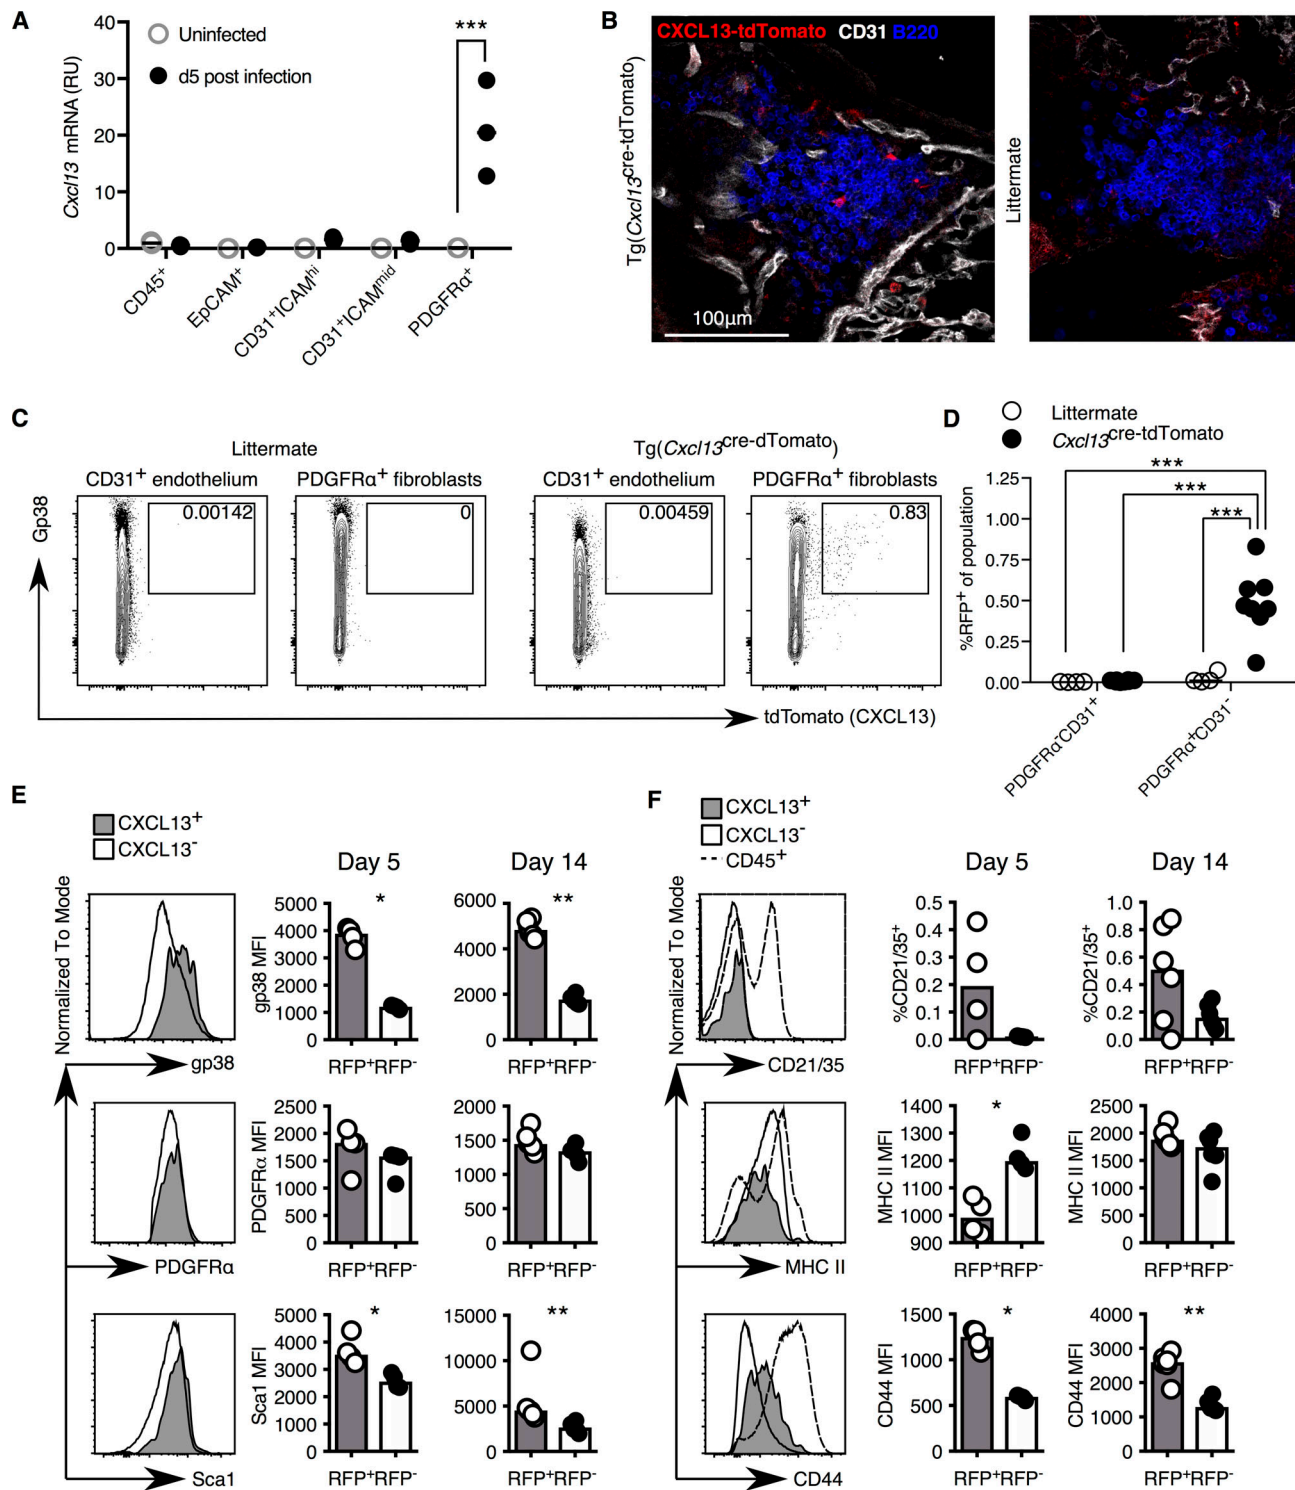 A
Uninfected
d5 post infection
***
Cxcl13 mRNA (RU)
40
30
20
10
0
CD45+
EpCAM+
CD31+ICAMhi
CD31+ICAMmid
PDGFRα+
B
CXCL13-tdTomato CD31 B220
Tg(Cxcl13cre-tdTomato)
100µm
Littermate
C
Littermate
Tg(Cxcl13cre-dTomato)
CD31+ endothelium
PDGFRα+ fibroblasts
CD31+ endothelium
PDGFRα+ fibroblasts
0.00142
0
0.00459
0.83
Gp38
tdTomato (CXCL13)
D
Littermate
Cxcl13cre-tdTomato
***
***
***
%RFP+ of population
1.25
1.00
0.75
0.50
0.25
0.00
PDGFRα-CD31+
PDGFRα+CD31-
E
CXCL13+
CXCL13-
Day 5
Day 14
Normalized To Mode
gp38
gp38 MFI
5000
4000
3000
2000
1000
0
*
RFP+RFP-
6000
4000
2000
0
**
RFP+RFP-
PDGFRα
PDGFRα MFI
2500
2000
1500
1000
500
0
RFP+RFP-
2000
1500
1000
500
0
RFP+RFP-
Sca1
Sca1 MFI
5000
4000
3000
2000
1000
0
*
RFP+RFP-
15000
10000
5000
0
**
RFP+RFP-
F
CXCL13+
CXCL13-
CD45+
Day 5
Day 14
Normalized To Mode
CD21/35
%CD21/35+
0.5
0.4
0.3
0.2
0.1
0.0
RFP+RFP-
%CD21/35+
1.0
0.8
0.6
0.4
0.2
0.0
RFP+RFP-
MHC II
MHC II MFI
1400
1300
1200
1100
1000
900
*
RFP+RFP-
MHC II MFI
2500
2000
1500
1000
500
0
RFP+RFP-
CD44
CD44 MFI
1500
1000
500
0
*
RFP+RFP-
CD44 MFI
4000
3000
2000
1000
0
**
RFP+RFP-